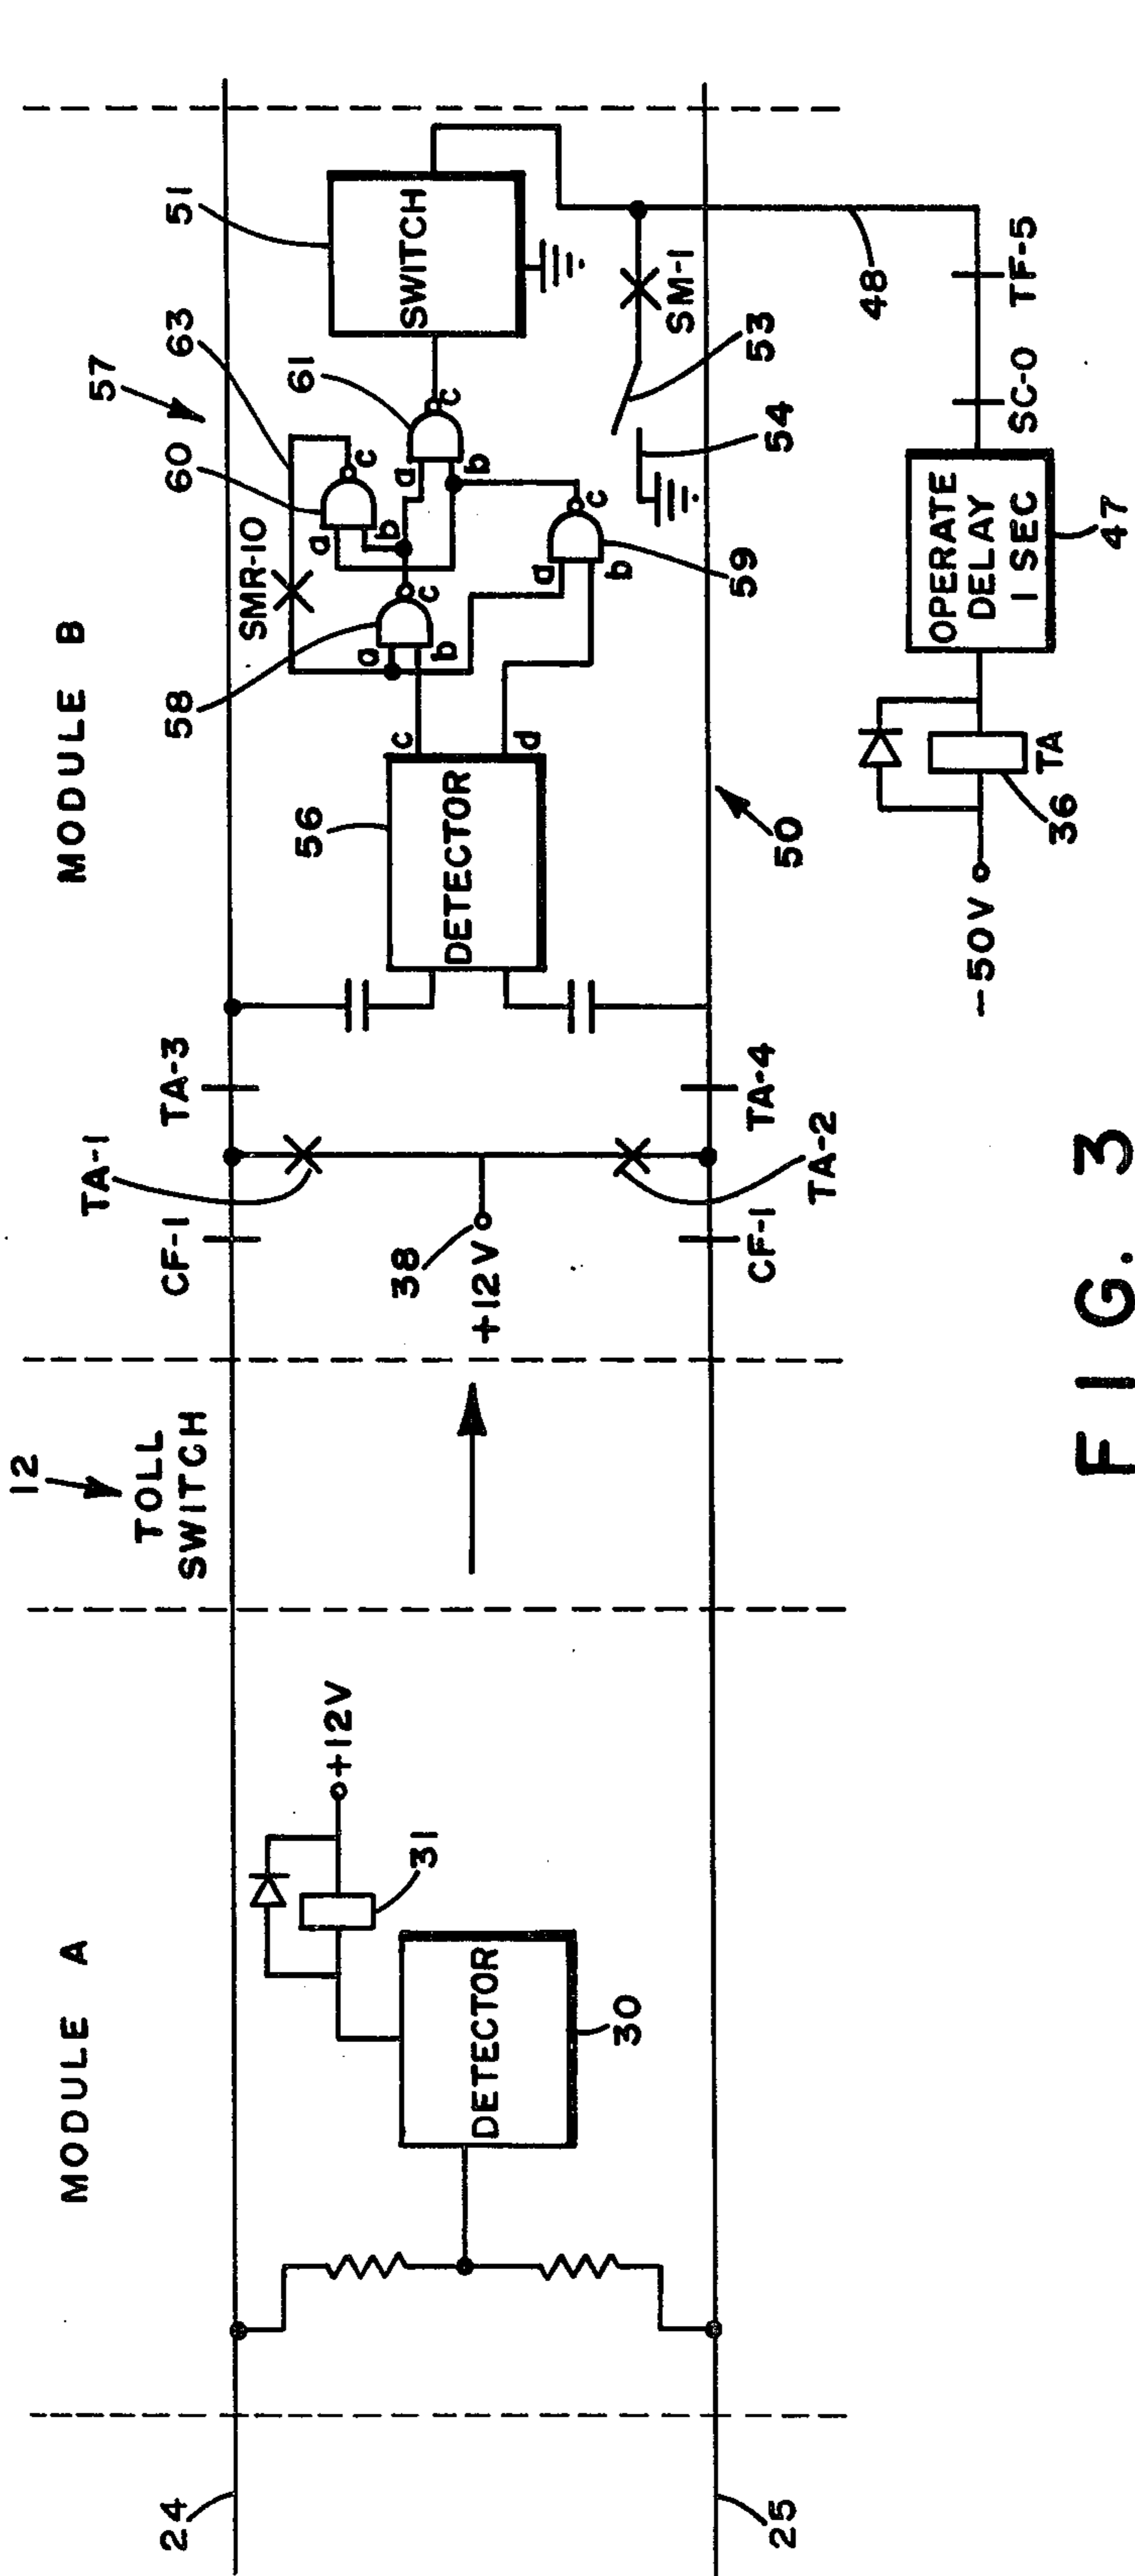 MODULE A
MODULE B
12
TOLL
SWITCH
24
25
+12V
31
DETECTOR
30
CF-1
TA-1
TA-3
38
+12V
CF-1
TA-2
TA-4
56
DETECTOR
c
d
50
57
58
a
b
c
SMR-10
60
63
a
b
c
61
a
b
c
59
a
b
c
51
SWITCH
SM-1
53
54
48
-50V
36
TA
OPERATE
DELAY
1 SEC
47
SC-0
TF-5
FIG. 3